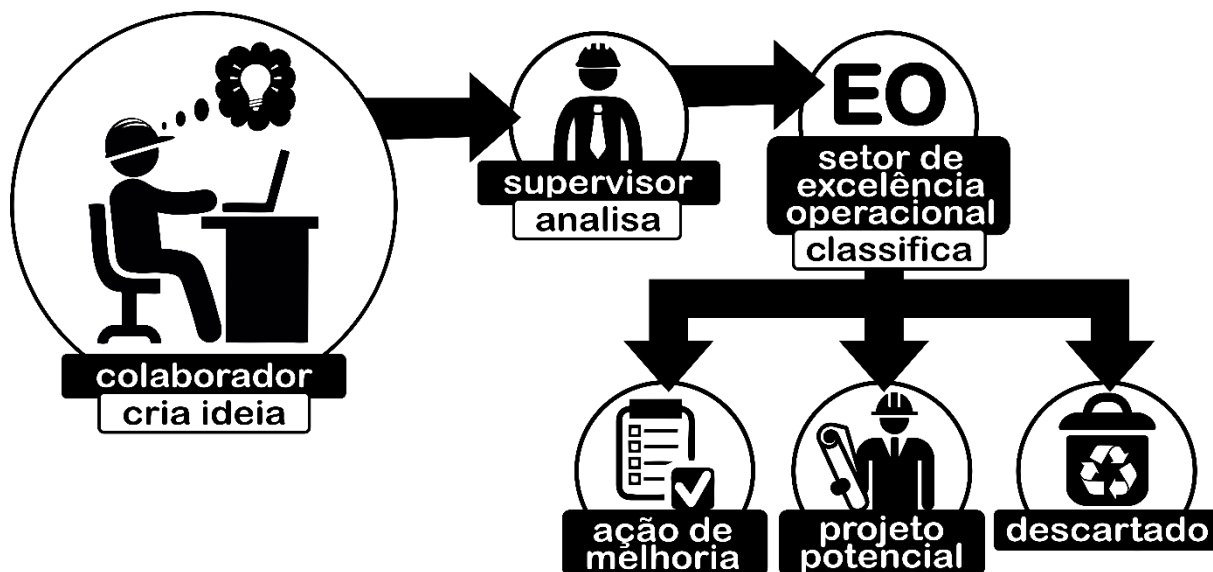 colaborador
cria ideia
supervisor
analisa
EO
setor de
excelência
operacional
classifica
ação de
melhoria
projeto
potencial
descartado